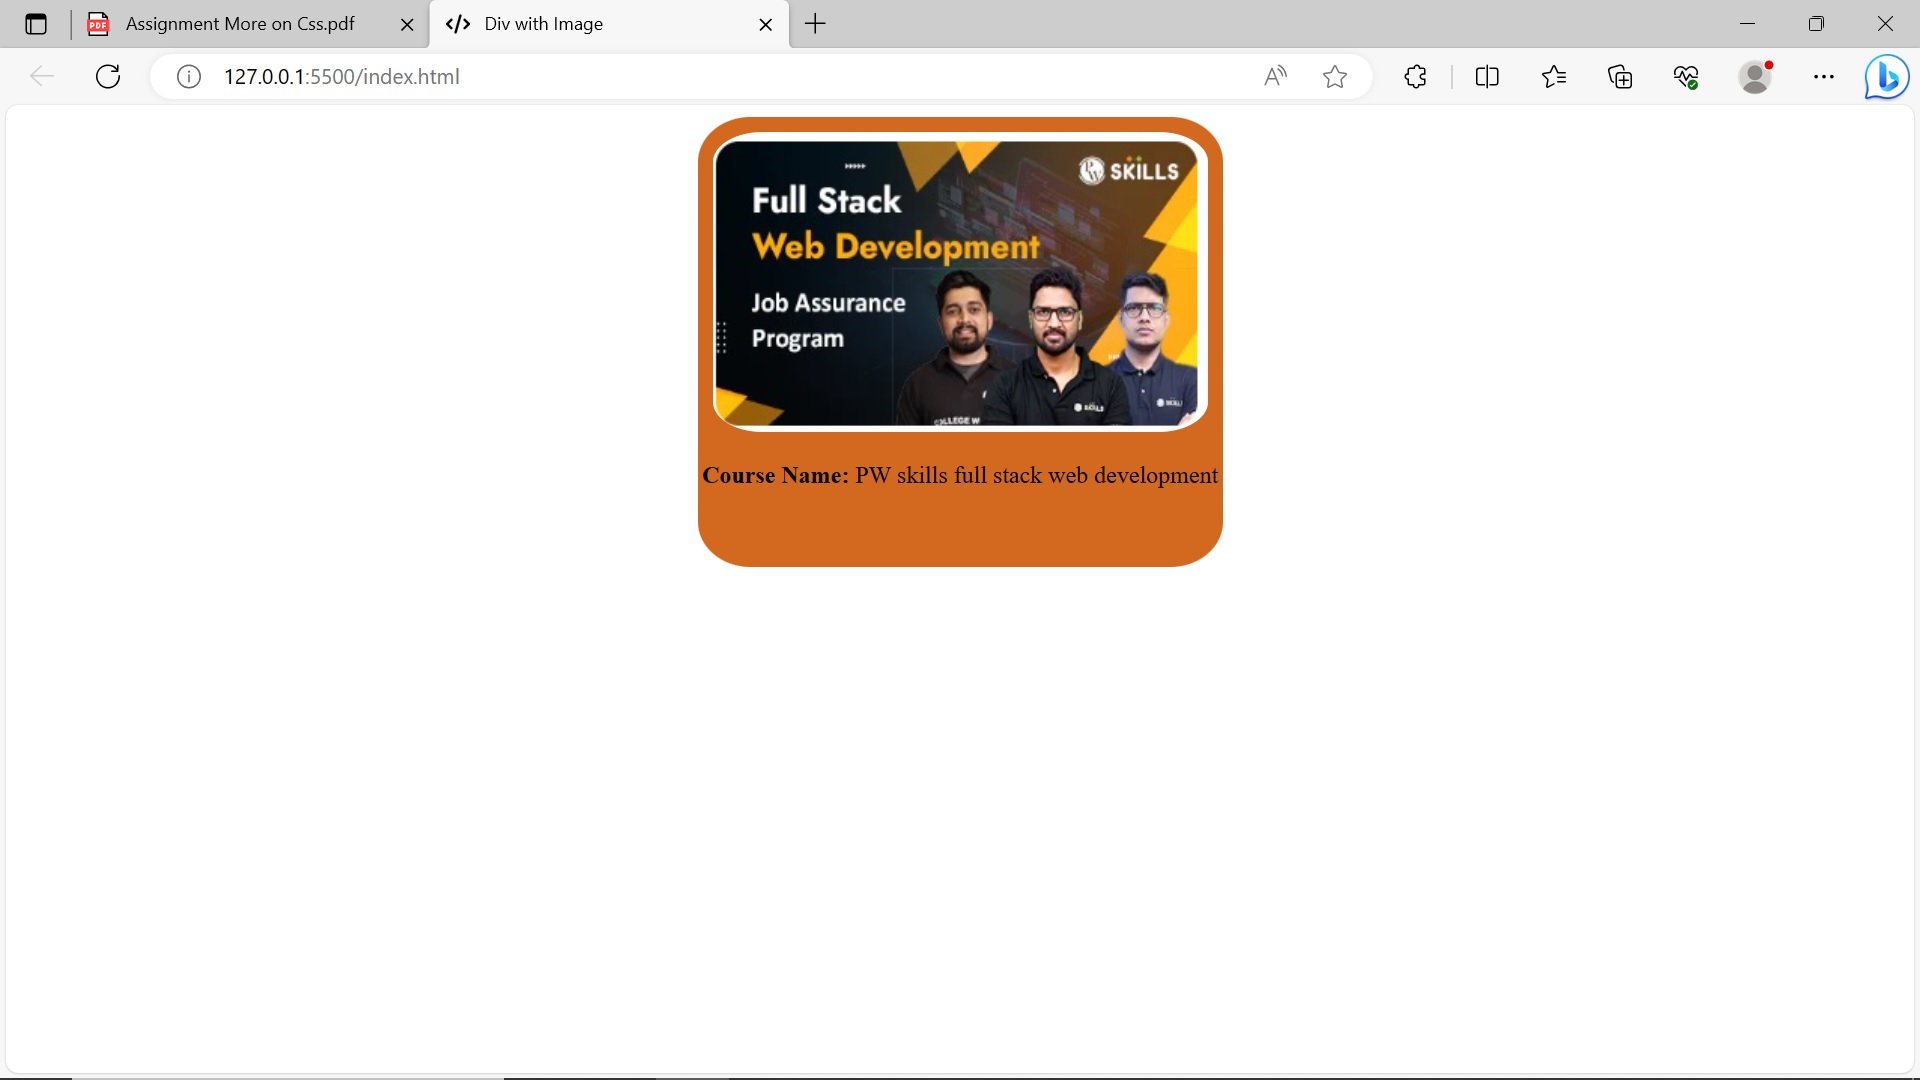 PDF
Assignment More on Css.pdf
Div with Image
127.0.0.1:5500/index.html
SKILLS
Full Stack
Web Development
Job Assurance
Program
Course Name: PW skills full stack web development